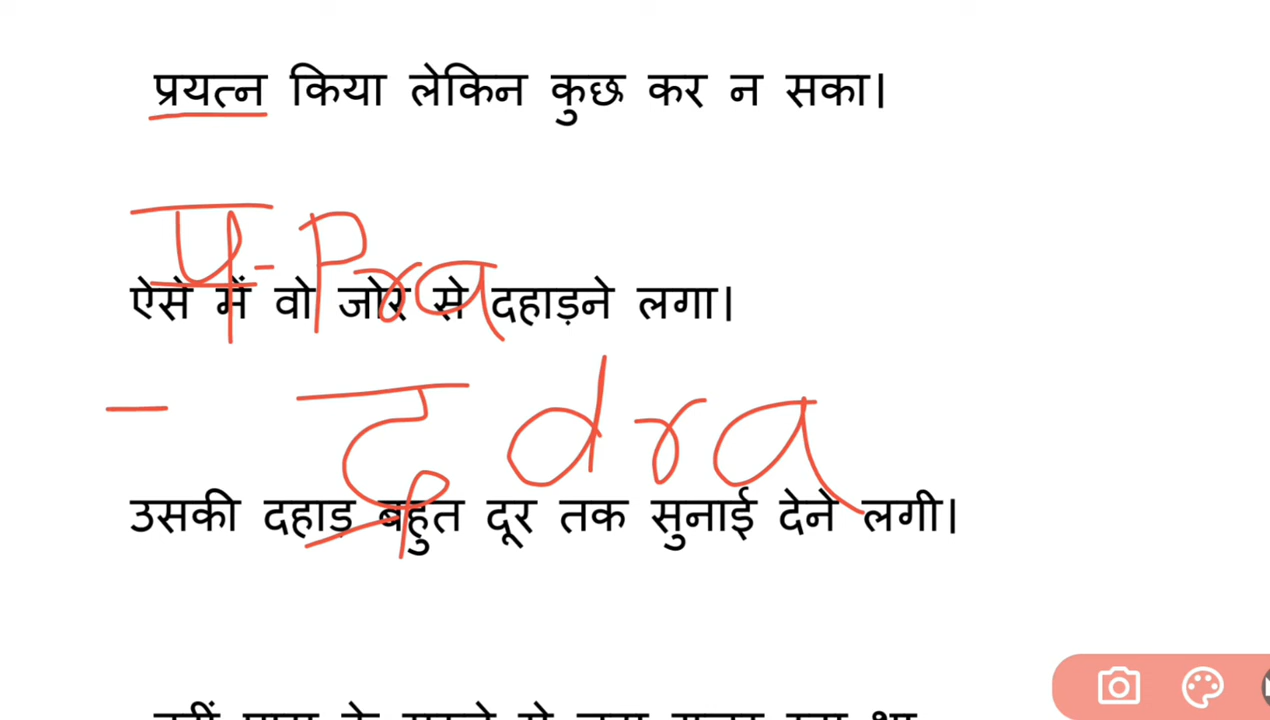 प्रयत्न किया लेकिन कुछ कर न सका।
प्र - Pra
ऐसे में वो जोर से दहाड़ने लगा।
- द्र dra
उसकी दहाड़ बहुत दूर तक सुनाई देने लगी।